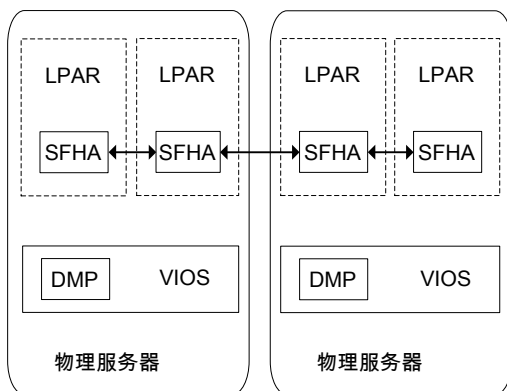 LPAR LPAR LPAR LPAR
SFHA SFHA SFHA SFHA
DMP VIOS DMP VIOS
物理服务器 物理服务器